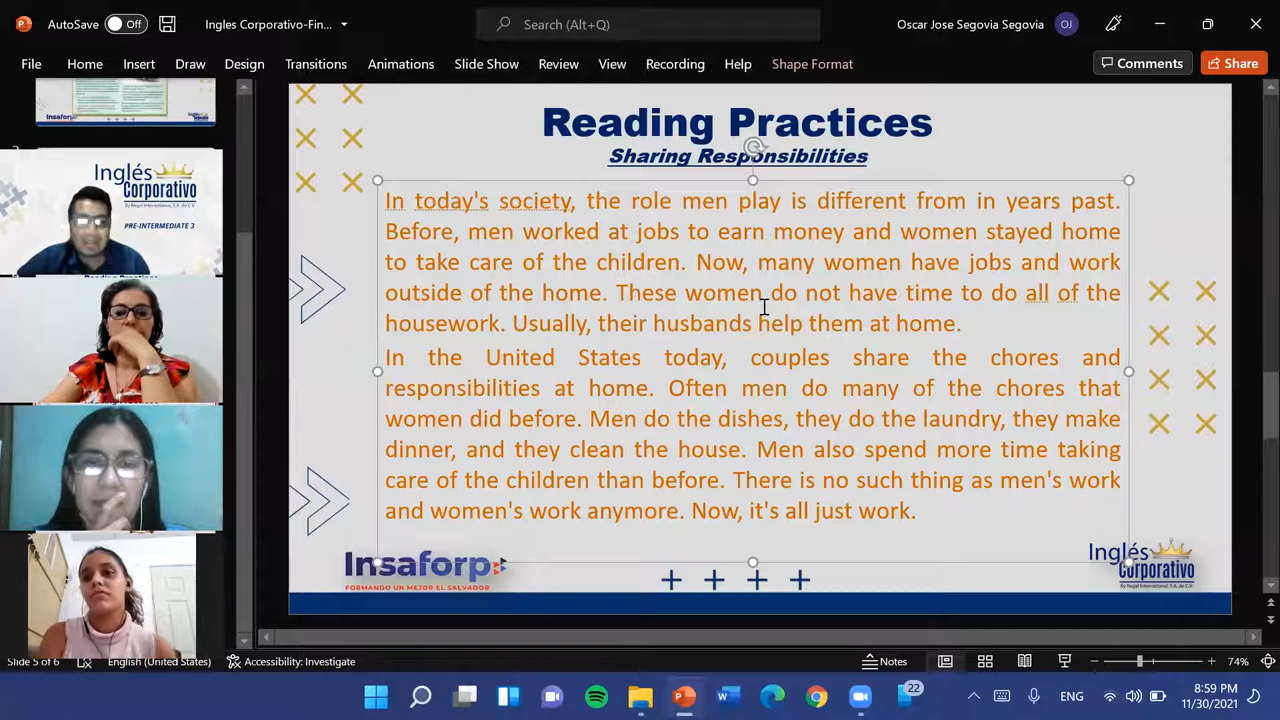 AutoSave Off Ingles Corporativo-Fin... Search (Alt+Q) Oscar Jose Segovia Segovia OJ
File Home Insert Draw Design Transitions Animations Slide Show Review View Recording Help Shape Format Comments Share
Insaforp
Inglés
Corporativo
By Regal International, S.A. de C.V.
PRE-INTERMEDIATE 3
Reading Practices
Sharing Responsibilities
In today's society, the role men play is different from in years past.
Before, men worked at jobs to earn money and women stayed home
to take care of the children. Now, many women have jobs and work
outside of the home. These women do not have time to do all of the
housework. Usually, their husbands help them at home.
In the United States today, couples share the chores and
responsibilities at home. Often men do many of the chores that
women did before. Men do the dishes, they do the laundry, they make
dinner, and they clean the house. Men also spend more time taking
care of the children than before. There is no such thing as men's work
and women's work anymore. Now, it's all just work.
Insaforp
FORMANDO UN MEJOR EL SALVADOR
Inglés
Corporativo
By Regal International, S.A. de C.V.
Slide 5 of 6 English (United States) Accessibility: Investigate Notes 74%
22 ENG 8:59 PM
11/30/2021